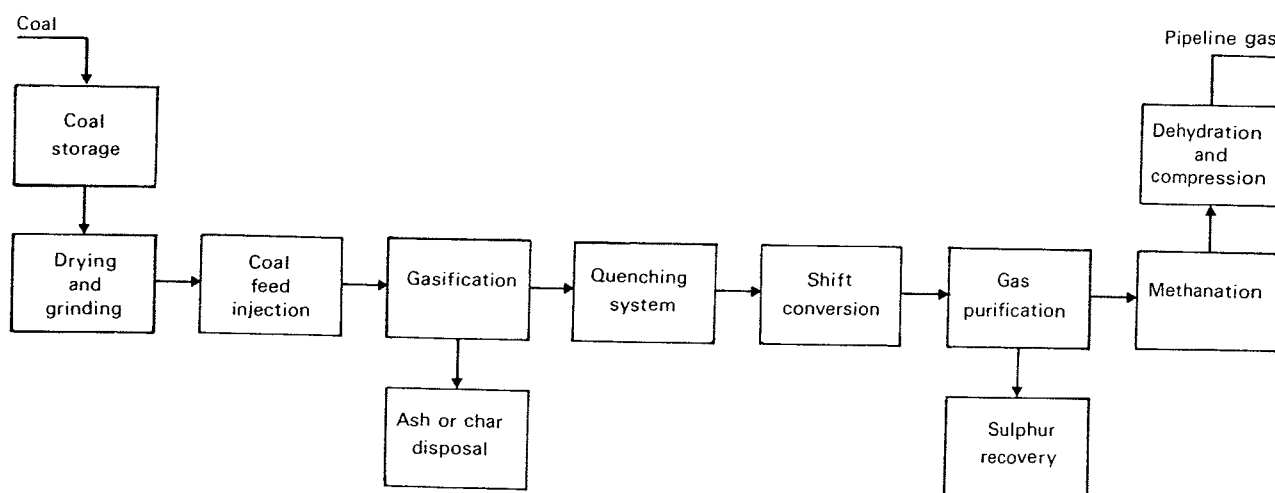 Coal
Pipeline gas
Coal
storage
Dehydration
and
compression
Drying
and
grinding
Coal
feed
injection
Gasification
Quenching
system
Shift
conversion
Gas
purification
Methanation
Ash or char
disposal
Sulphur
recovery